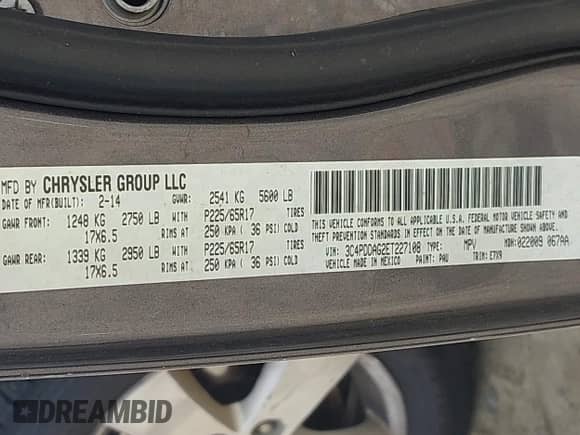 MFD BY CHRYSLER GROUP LLC
DATE OF MFR(BUILT): 2-14 GVWR: 2541 KG 5600 LB
GAWR FRONT: 1248 KG 2750 LB WITH P225/65R17 TIRES
17X6.5 RIMS AT 250 KPA ( 36 PSI) COLD
GAWR REAR: 1339 KG 2950 LB WITH P225/65R17 TIRES
17X6.5 RIMS AT 250 KPA ( 36 PSI) COLD
THIS VEHICLE CONFORMS TO ALL APPLICABLE U.S.A. FEDERAL MOTOR VEHICLE SAFETY AND
THEFT PREVENTION STANDARDS IN EFFECT ON THE DATE OF MANUFACTURE SHOWN ABOVE.
VIN: 3C4PDDAG2ET227108 TYPE: MPV MDH:022009 067AA
VEHICLE MADE IN MEXICO PAINT: PAU TRIM: E7X9
DREAMBID